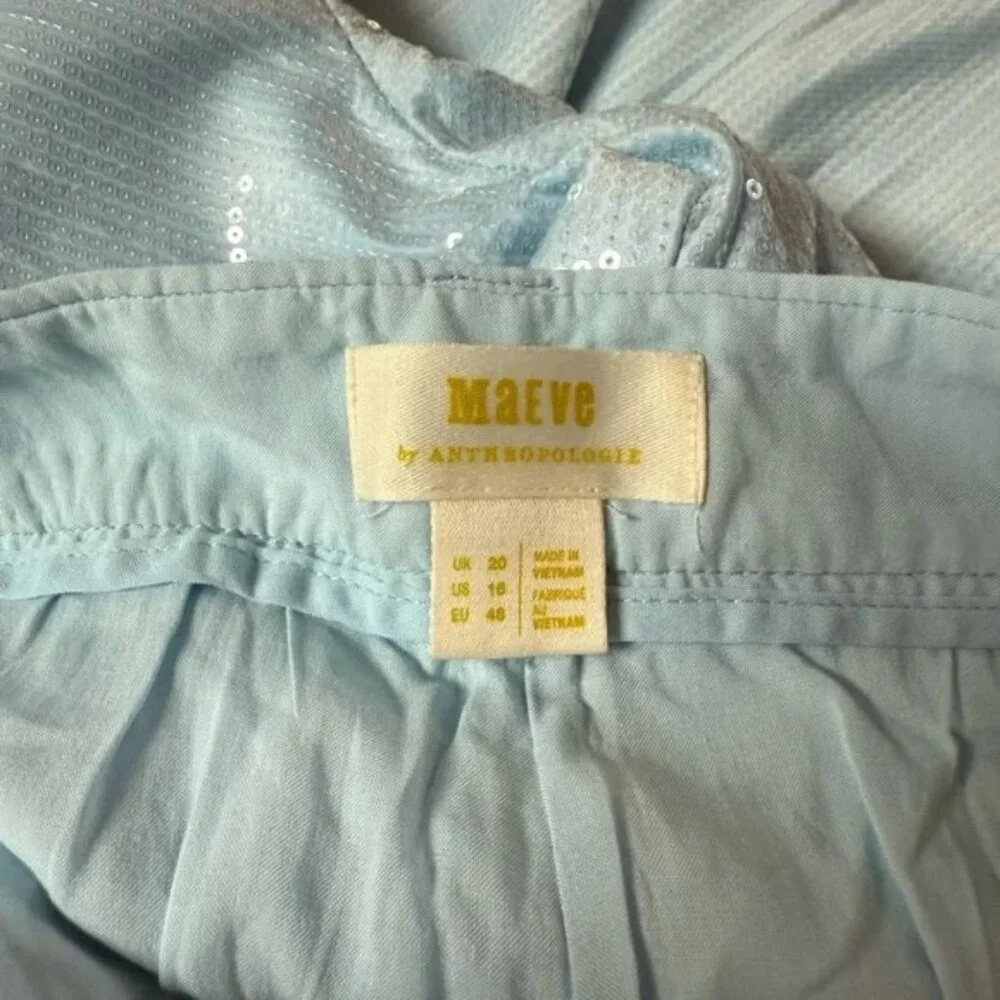 MaEVe
by ANTHROPOLOGIE
UK 20
US 16
EU 48
MADE IN
VIETNAM
FABRIQUÉ
AU
VIETNAM